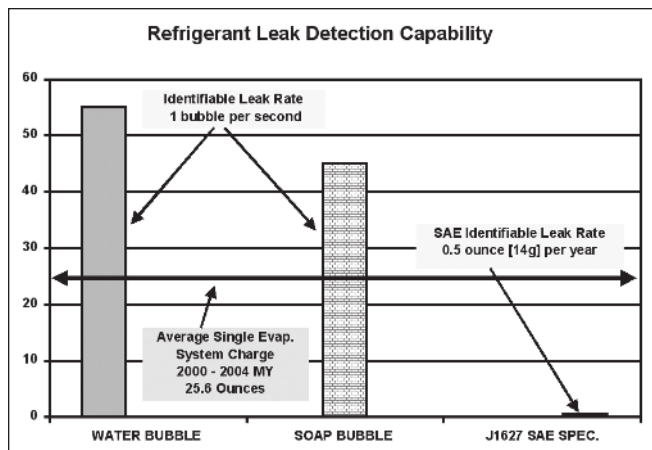 Refrigerant Leak Detection Capability
60
50
40
30
20
10
0
Identifiable Leak Rate
1 bubble per second
SAE Identifiable Leak Rate
0.5 ounce [14g] per year
Average Single Evap.
System Charge
2000 - 2004 MY
25.6 Ounces
WATER BUBBLE
SOAP BUBBLE
J1627 SAE SPEC.